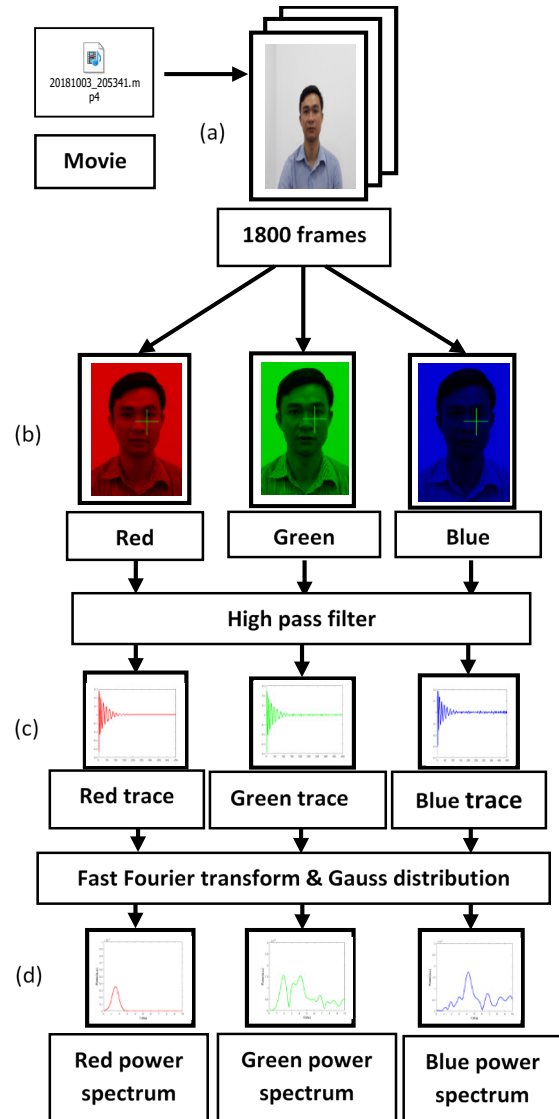 20181003_205341.m
p4
(a)
Movie
1800 frames
(b)
Red
Green
Blue
High pass filter
(c)
Red trace
Green trace
Blue trace
Fast Fourier transform & Gauss distribution
(d)
Red power
spectrum
Green power
spectrum
Blue power
spectrum